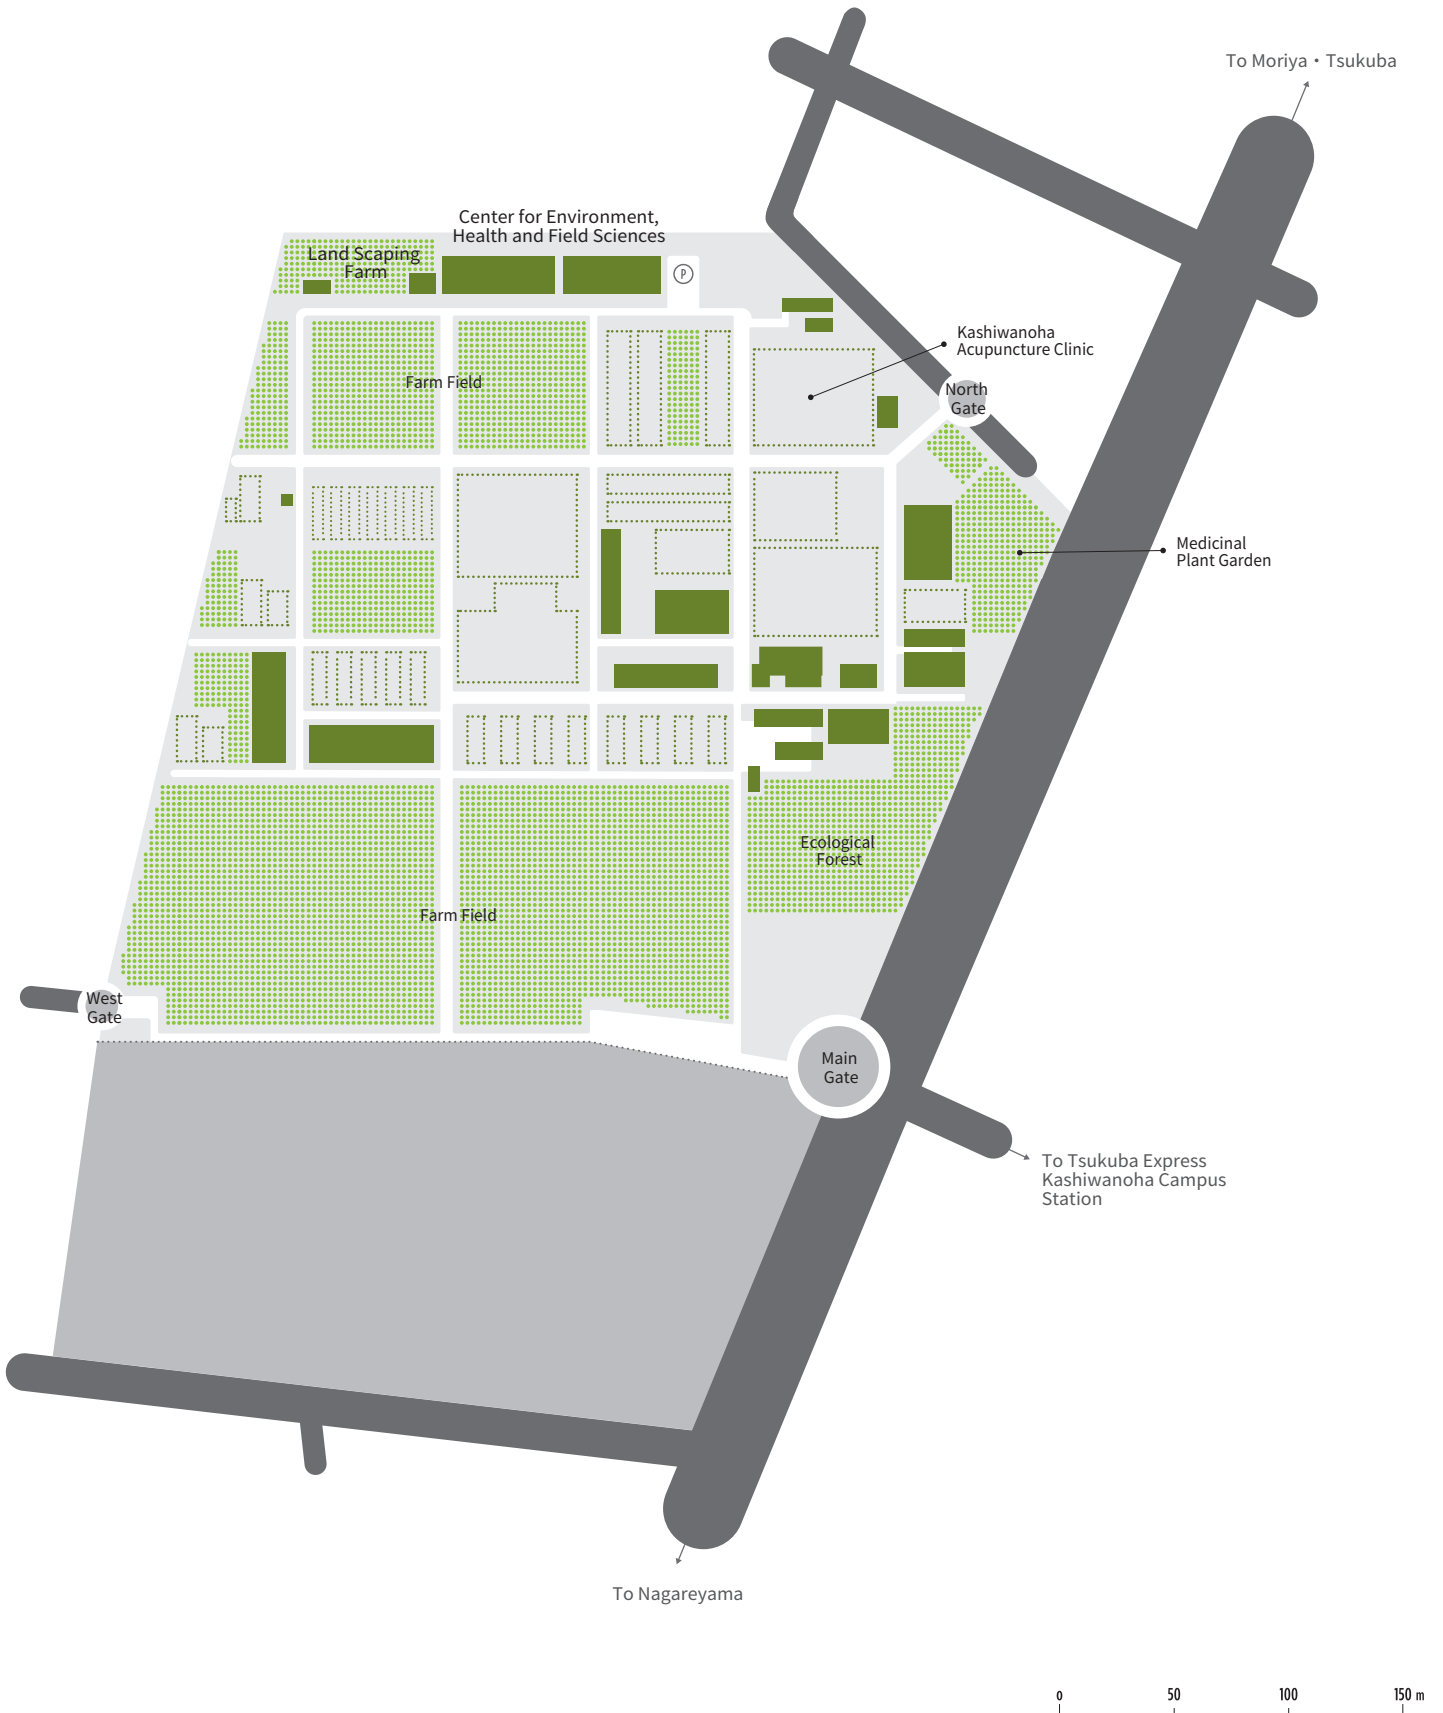 To Moriya・Tsukuba
Center for Environment,
Health and Field Sciences
Land Scaping
Farm
P
Kashiwanoha
Acupuncture Clinic
Farm Field
North
Gate
Medicinal
Plant Garden
Ecological
Forest
Farm Field
West
Gate
Main
Gate
To Tsukuba Express
Kashiwanoha Campus
Station
To Nagareyama
0 50 100 150 m